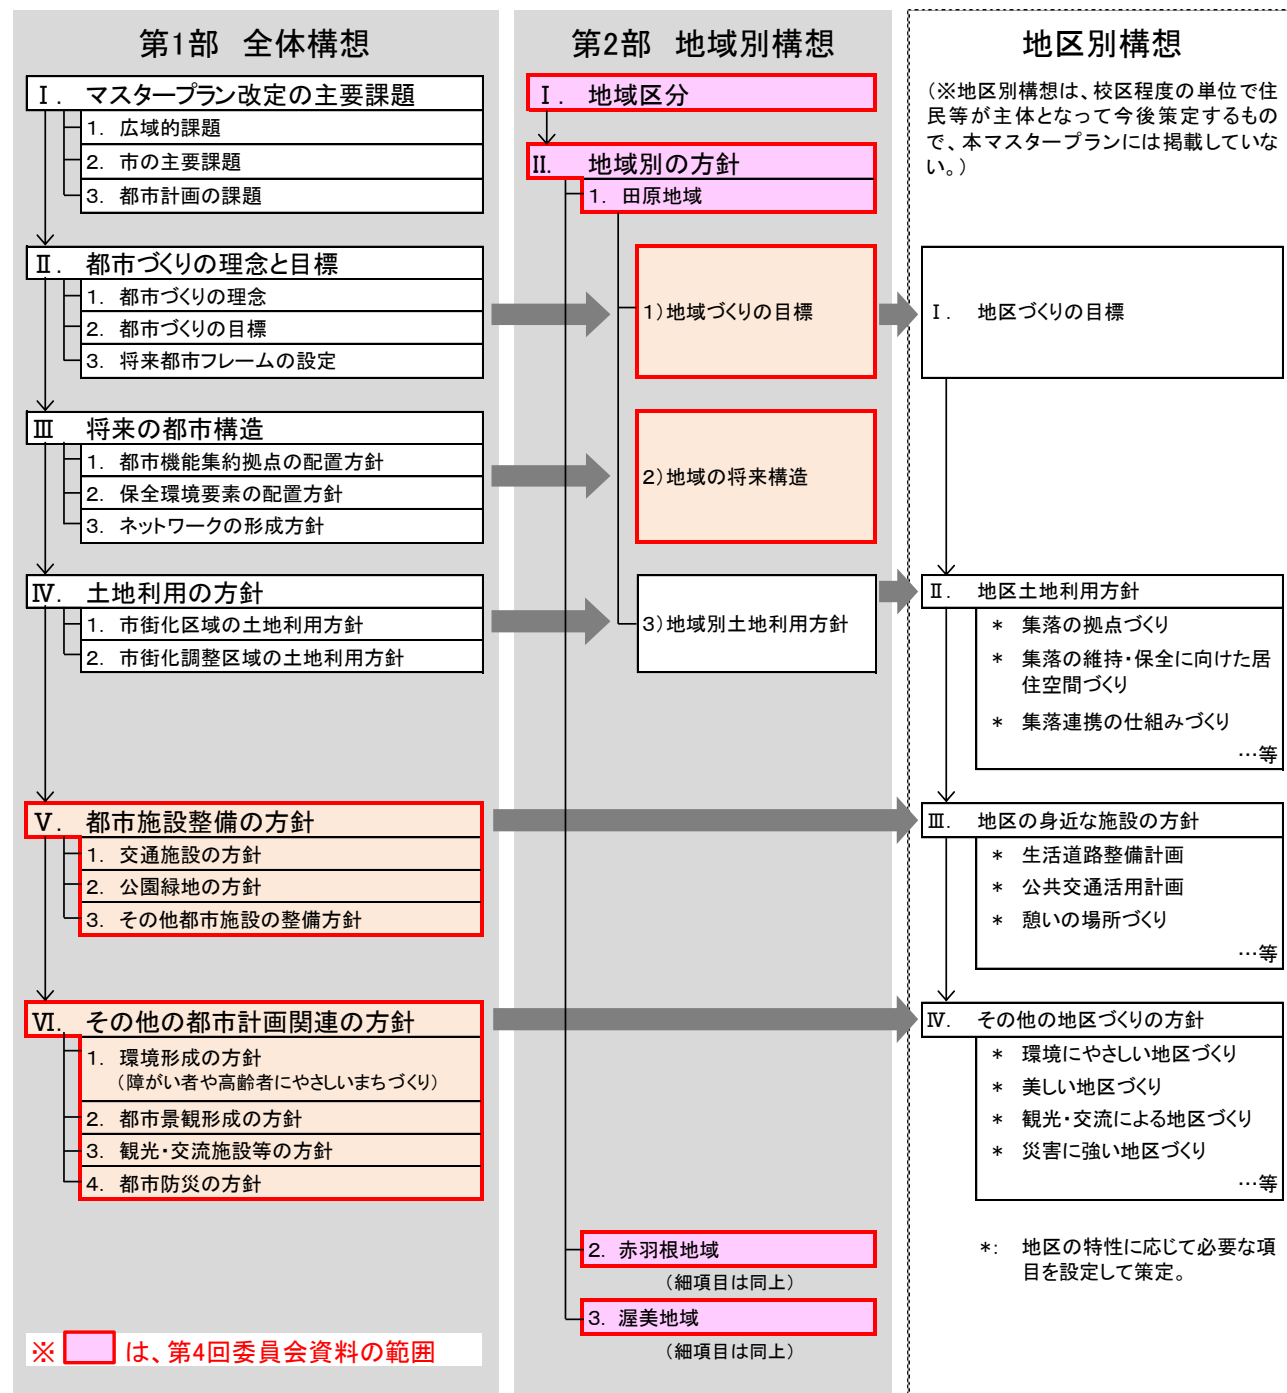 第1部 全体構想
Ⅰ. マスタープラン改定の主要課題
1. 広域的課題
2. 市の主要課題
3. 都市計画の課題
Ⅱ. 都市づくりの理念と目標
1. 都市づくりの理念
2. 都市づくりの目標
3. 将来都市フレームの設定
Ⅲ 将来の都市構造
1. 都市機能集約拠点の配置方針
2. 保全環境要素の配置方針
3. ネットワークの形成方針
Ⅳ. 土地利用の方針
1. 市街化区域の土地利用方針
2. 市街化調整区域の土地利用方針
Ⅴ. 都市施設整備の方針
1. 交通施設の方針
2. 公園緑地の方針
3. その他都市施設の整備方針
Ⅵ. その他の都市計画関連の方針
1. 環境形成の方針
(障がい者や高齢者にやさしいまちづくり)
2. 都市景観形成の方針
3. 観光・交流施設等の方針
4. 都市防災の方針
※ は、第4回委員会資料の範囲
第2部 地域別構想
Ⅰ. 地域区分
Ⅱ. 地域別の方針
1. 田原地域
1)地域づくりの目標
2)地域の将来構造
3)地域別土地利用方針
2. 赤羽根地域
(細項目は同上)
3. 渥美地域
(細項目は同上)
地区別構想
(※地区別構想は、校区程度の単位で住
民等が主体となって今後策定するもの
で、本マスタープランには掲載していな
い。)
Ⅰ. 地区づくりの目標
Ⅱ. 地区土地利用方針
* 集落の拠点づくり
* 集落の維持・保全に向けた居
住空間づくり
* 集落連携の仕組みづくり
…等
Ⅲ. 地区の身近な施設の方針
* 生活道路整備計画
* 公共交通活用計画
* 憩いの場所づくり
…等
Ⅳ. その他の地区づくりの方針
* 環境にやさしい地区づくり
* 美しい地区づくり
* 観光・交流による地区づくり
* 災害に強い地区づくり
…等
*: 地区の特性に応じて必要な項
目を設定して策定。